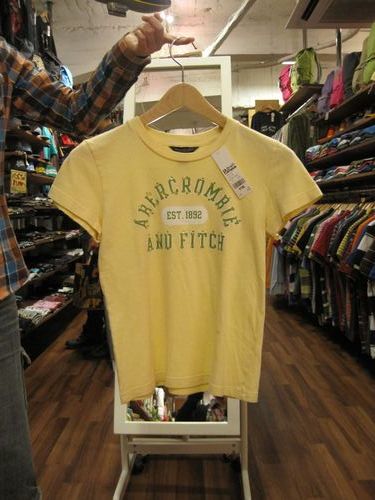 ABERCROMBIE
EST. 1892
AND FITCH